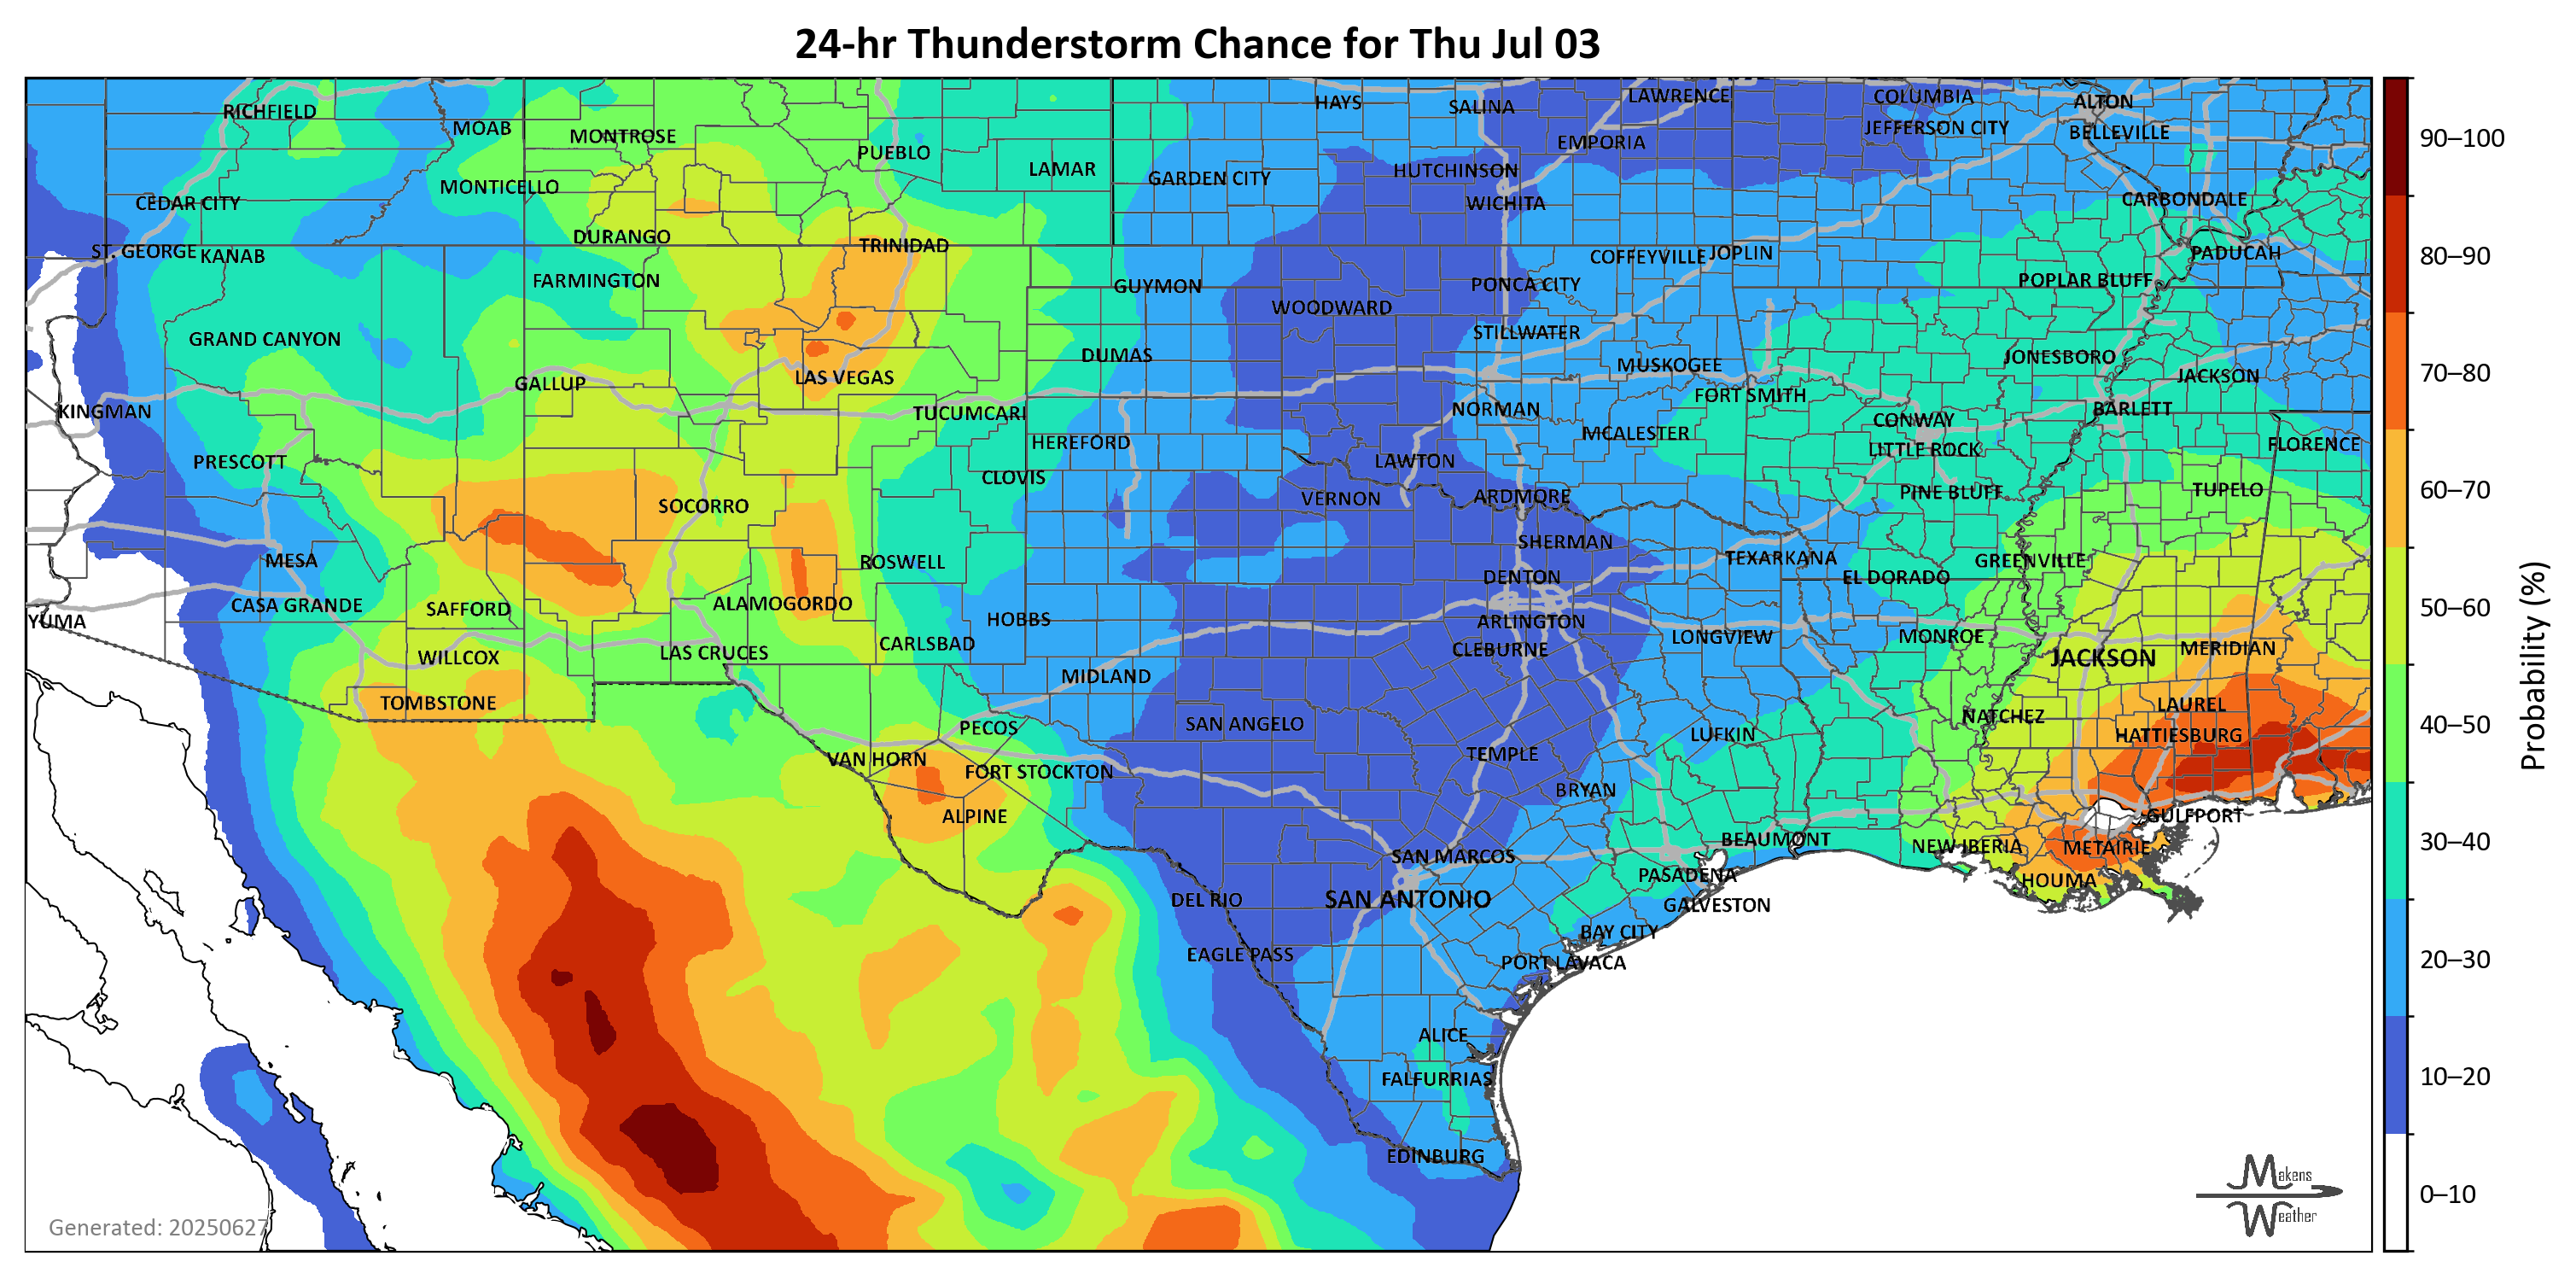 24-hr Thunderstorm Chance for Thu Jul 03
RICHFIELD
MOAB
MONTROSE
PUEBLO
LAMAR
HAYS
SALINA
LAWRENCE
COLUMBIA
ALTON
JEFFERSON CITY
BELLEVILLE
EMPORIA
HUTCHINSON
GARDEN CITY
MONTICELLO
CEDAR CITY
WICHITA
CARBONDALE
DURANGO
TRINIDAD
ST. GEORGE
KANAB
COFFEYVILLE
JOPLIN
PADUCAH
FARMINGTON
GUYMON
PONCA CITY
POPLAR BLUFF
WOODWARD
STILLWATER
GRAND CANYON
DUMAS
MUSKOGEE
JONESBORO
JACKSON
GALLUP
LAS VEGAS
FORT SMITH
KINGMAN
TUCUMCARI
NORMAN
BARLETT
CONWAY
HEREFORD
MCALESTER
LITTLE ROCK
FLORENCE
PRESCOTT
CLOVIS
LAWTON
PINE BLUFF
TUPELO
SOCORRO
VERNON
ARDMORE
SHERMAN
MESA
ROSWELL
TEXARKANA
GREENVILLE
DENTON
EL DORADO
CASA GRANDE
SAFFORD
ALAMOGORDO
YUMA
HOBBS
ARLINGTON
LONGVIEW
MONROE
CARLSBAD
CLEBURNE
WILLCOX
LAS CRUCES
JACKSON
MERIDIAN
MIDLAND
TOMBSTONE
LAUREL
NATCHEZ
PECOS
SAN ANGELO
LUFKIN
HATTIESBURG
TEMPLE
VAN HORN
FORT STOCKTON
BRYAN
ALPINE
GULFPORT
BEAUMONT
NEW IBERIA
METAIRIE
SAN MARCOS
PASADENA
HOUMA
DEL RIO
SAN ANTONIO
GALVESTON
BAY CITY
EAGLE PASS
PORT LAVACA
ALICE
FALFURRIAS
EDINBURG
Generated: 20250627
Makens
Weather
90–100
80–90
70–80
60–70
50–60
40–50
30–40
20–30
10–20
0–10
Probability (%)